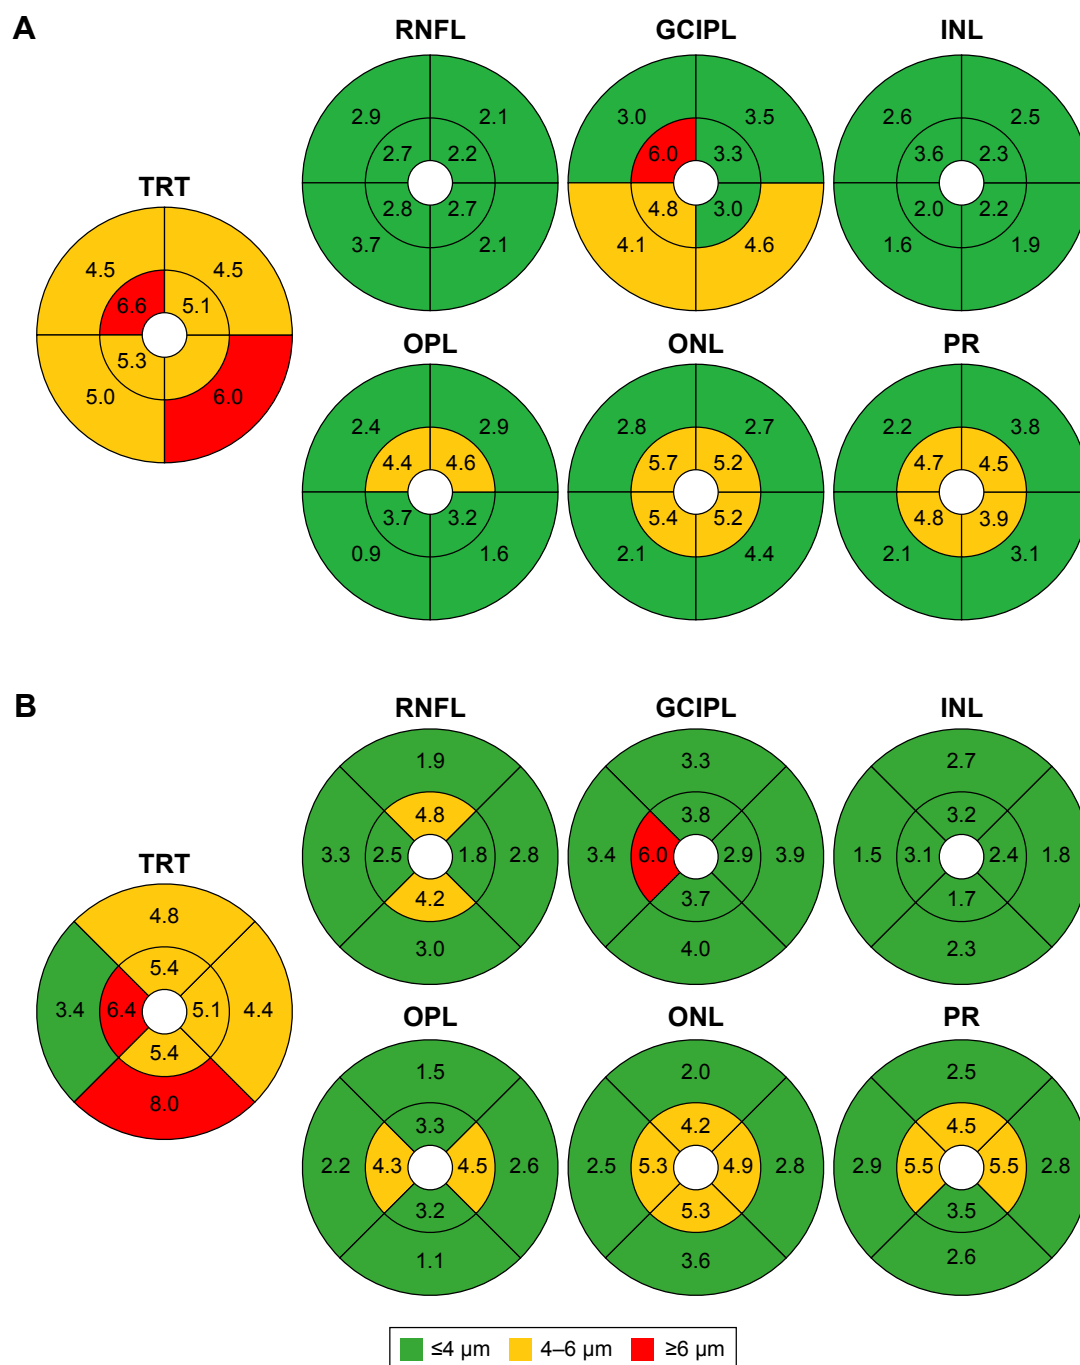 A
RNFL GCIPL INL
2.9 2.1 3.0 3.5 2.6 2.5
2.7 2.2 6.0 3.3 3.6 2.3
TRT
2.8 2.7 4.8 3.0 2.0 2.2
3.7 2.1 4.1 4.6 1.6 1.9
4.5 4.5
6.6 5.1
OPL ONL PR
5.3
5.0 6.0
2.4 2.9 2.8 2.7 2.2 3.8
4.4 4.6 5.7 5.2 4.7 4.5
3.7 3.2 5.4 5.2 4.8 3.9
0.9 1.6 2.1 4.4 2.1 3.1
B
RNFL GCIPL INL
1.9 3.3 2.7
4.8 3.8 3.2
3.3 2.5 1.8 2.8 3.4 6.0 2.9 3.9 1.5 3.1 2.4 1.8
TRT
4.2 3.7 1.7
4.8
3.0 4.0 2.3
5.4
3.4 6.4 5.1 4.4
OPL ONL PR
5.4
1.5 2.0 2.5
8.0
3.3 4.2 4.5
2.2 4.3 4.5 2.6 2.5 5.3 4.9 2.8 2.9 5.5 5.5 2.8
3.2 5.3 3.5
1.1 3.6 2.6
≤4 µm 4–6 µm ≥6 µm